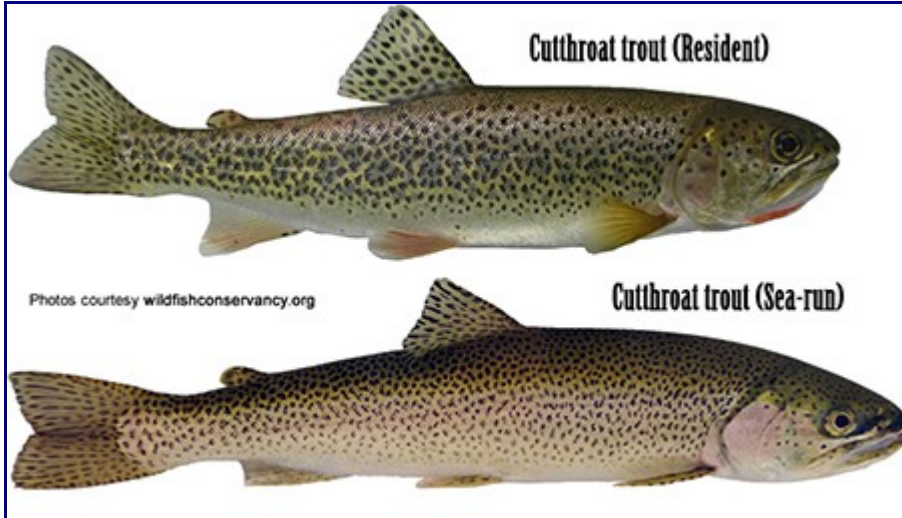 Cutthroat trout (Resident)
Photos courtesy wildfishconservancy.org
Cutthroat trout (Sea-run)